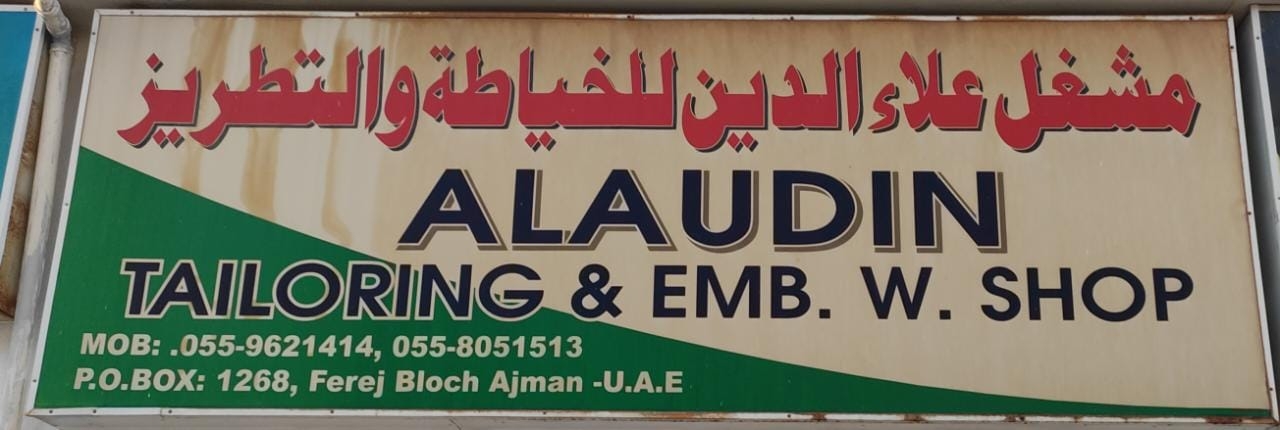 مشغل علاء الدين للخياطة والتطريز
ALAUDIN
TAILORING & EMB. W. SHOP
MOB: .055-9621414, 055-8051513
P.O.BOX: 1268, Ferej Bloch Ajman -U.A.E